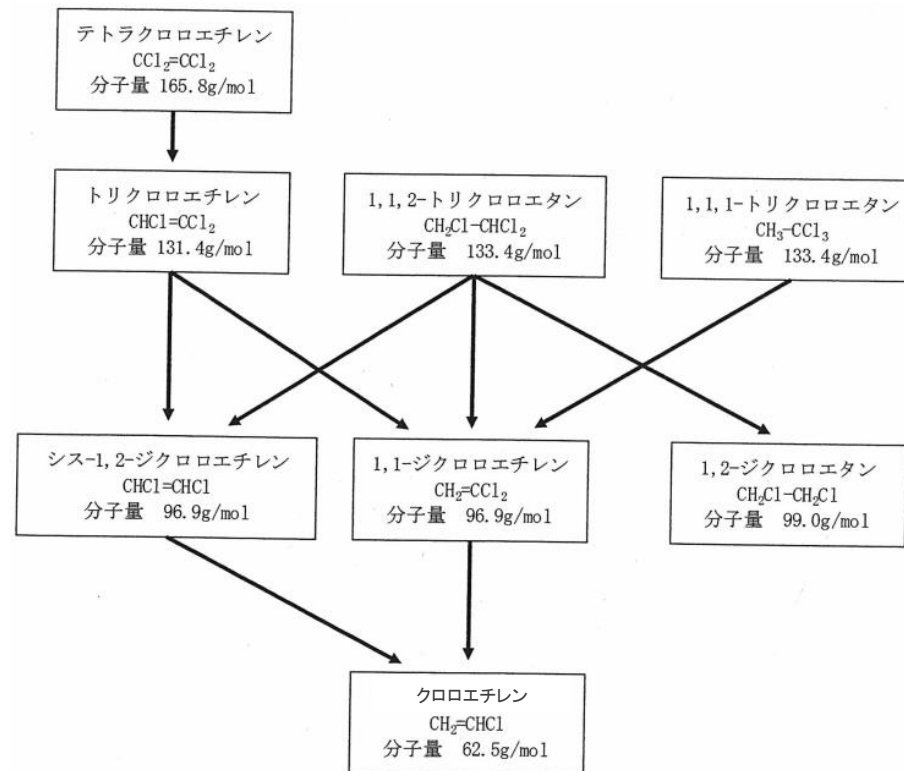 テトラクロロエチレン
CCl₂=CCl₂
分子量 165.8g/mol
トリクロロエチレン
CHCl=CCl₂
分子量 131.4g/mol
1,1,2-トリクロロエタン
CH₂Cl-CHCl₂
分子量 133.4g/mol
1,1,1-トリクロロエタン
CH₃-CCl₃
分子量 133.4g/mol
シス-1,2-ジクロロエチレン
CHCl=CHCl
分子量 96.9g/mol
1,1-ジクロロエチレン
CH₂=CCl₂
分子量 96.9g/mol
1,2-ジクロロエタン
CH₂Cl-CH₂Cl
分子量 99.0g/mol
クロロエチレン
CH₂=CHCl
分子量 62.5g/mol